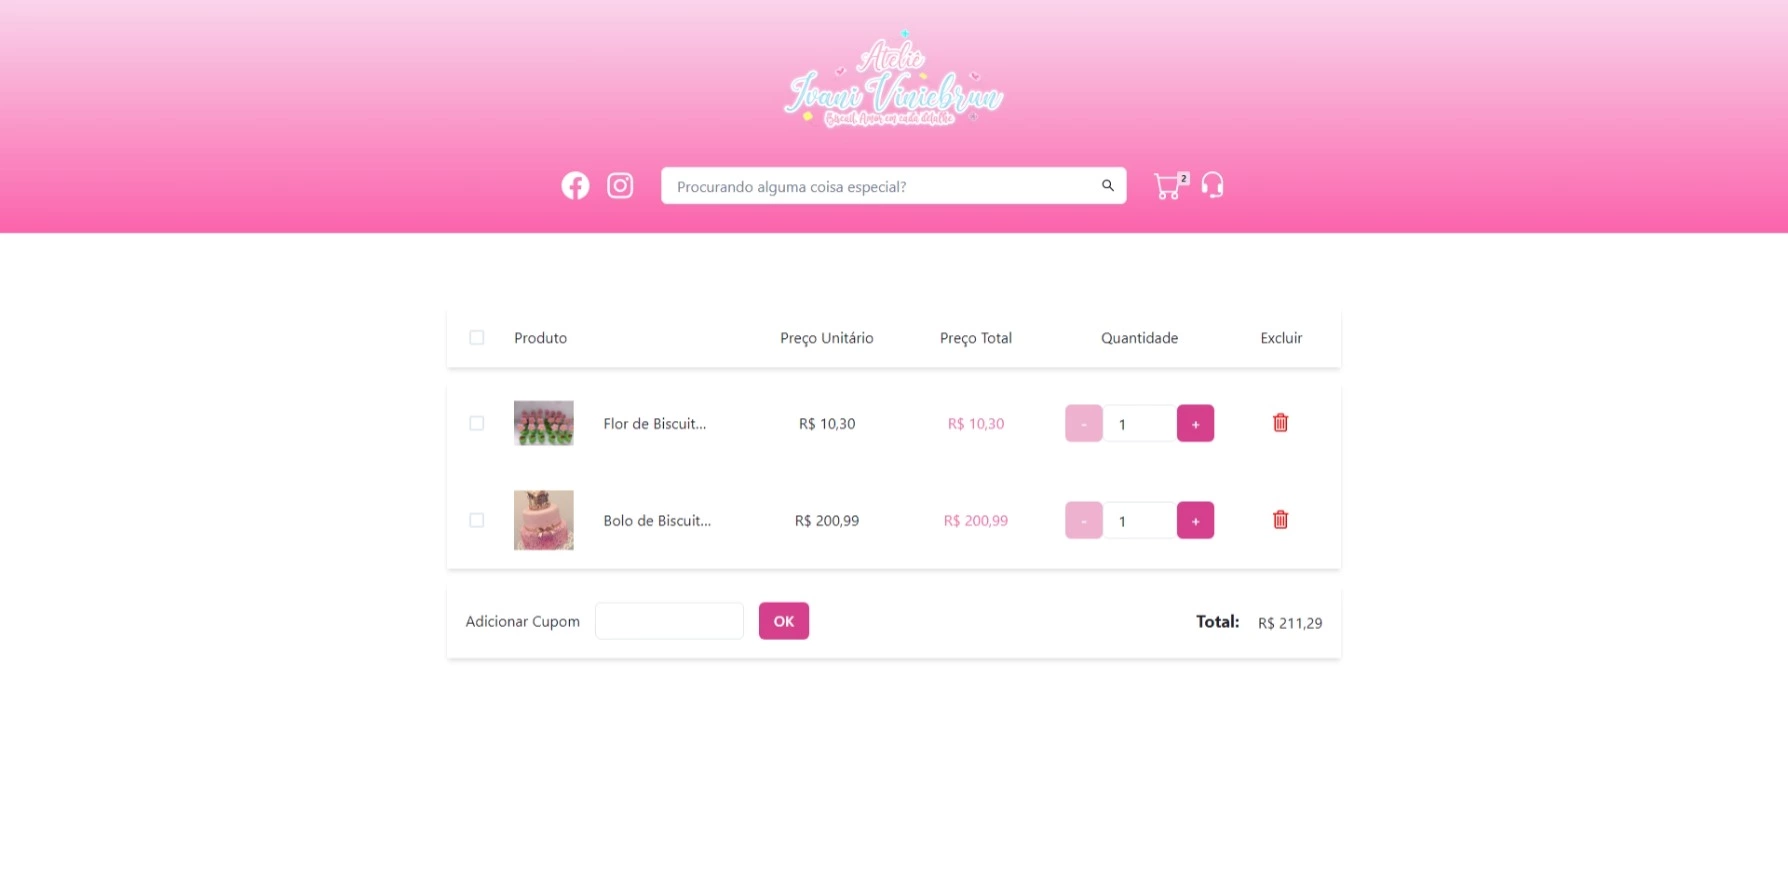 Ateliê
Ivani Viniebrun
Biscuit, Amor em cada detalhe
Procurando alguma coisa especial?
2
Produto Preço Unitário Preço Total Quantidade Excluir
Flor de Biscuit... R$ 10,30 R$ 10,30 - 1 +
Bolo de Biscuit... R$ 200,99 R$ 200,99 - 1 +
Adicionar Cupom OK Total: R$ 211,29